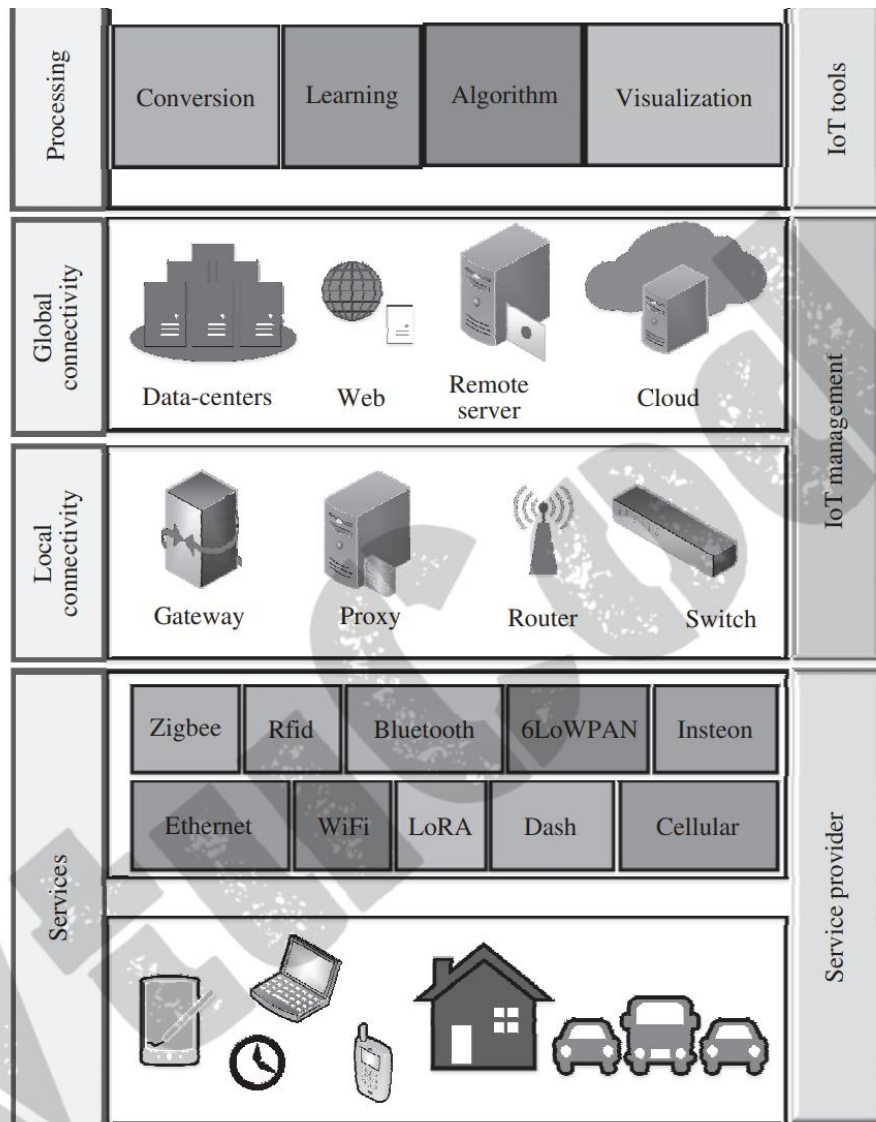 Processing
Conversion
Learning
Algorithm
Visualization
IoT tools
Global
connectivity
Data-centers
Web
Remote
server
Cloud
IoT management
Local
connectivity
Gateway
Proxy
Router
Switch
Services
Zigbee
Rfid
Bluetooth
6LoWPAN
Insteon
Ethernet
WiFi
LoRA
Dash
Cellular
Service provider